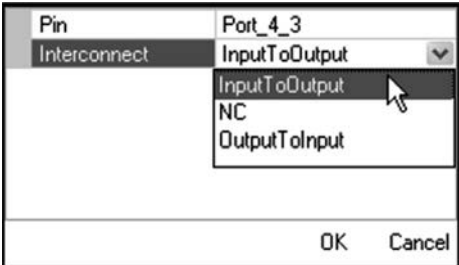 Pin Port_4_3
Interconnect InputToOutput
InputToOutput
NC
OutputToInput
OK Cancel